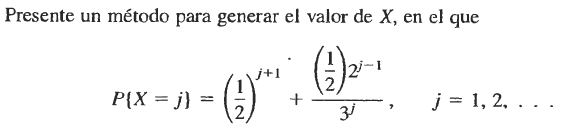 Presente un método para generar el valor de X, en el que
P{X = j} = (1/2)^{j+1} + \frac{(1/2) 2^{j-1}}{3^j}, j = 1, 2, . . .